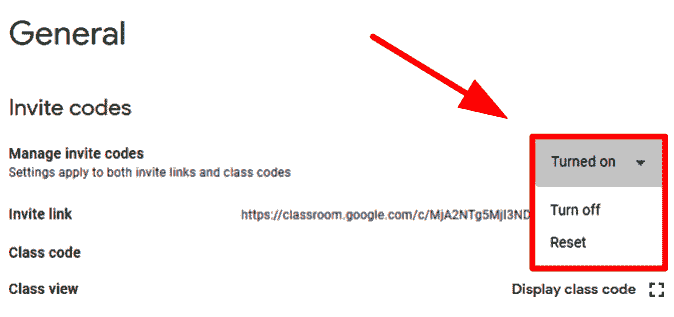 General
Invite codes
Manage invite codes
Turned on
Settings apply to both invite links and class codes
Invite link
https://classroom.google.com/c/MjA2NTg5MjI3ND
Turn off
Reset
Class code
Class view
Display class code